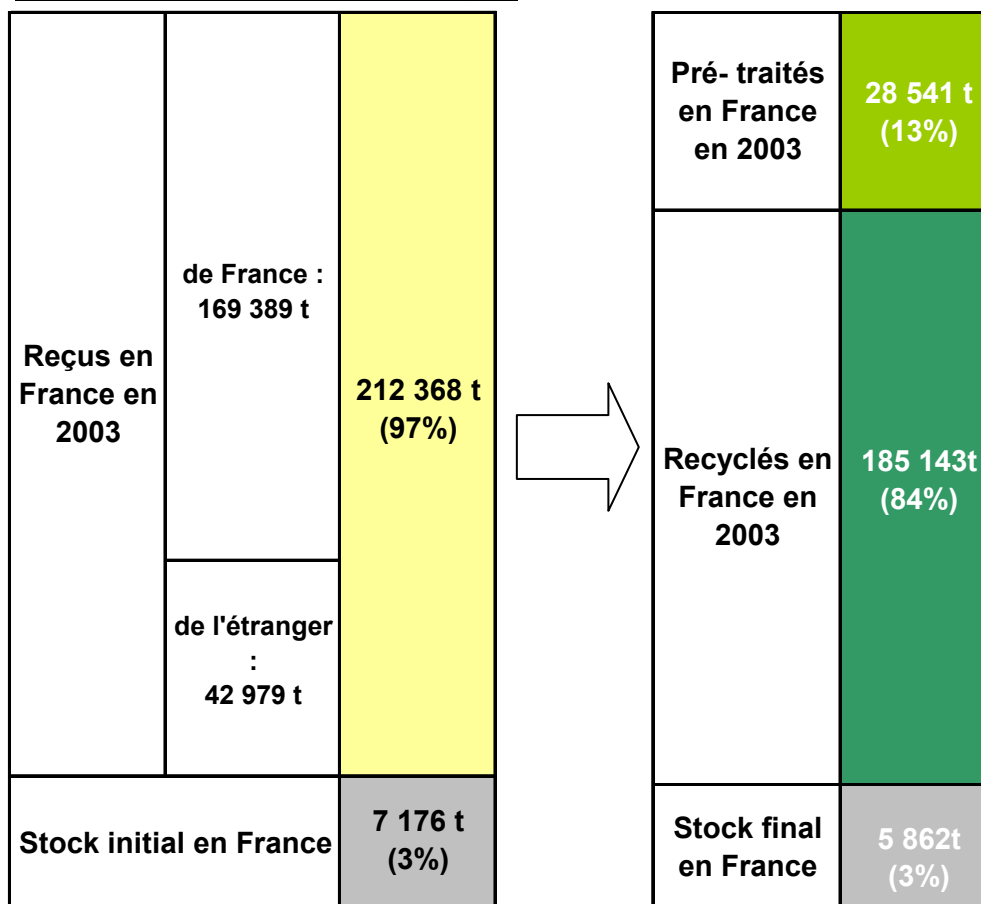 Reçus en
France en
2003
de France :
169 389 t
de l'étranger
:
42 979 t
212 368 t
(97%)
Stock initial en France
7 176 t
(3%)
Pré- traités
en France
en 2003
28 541 t
(13%)
Recyclés en
France en
2003
185 143t
(84%)
Stock final
en France
5 862t
(3%)